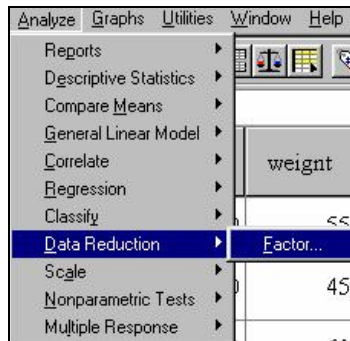 Analyze Graphs Utilities Window Help
Reports
Descriptive Statistics
Compare Means
General Linear Model
Correlate
weignt
Regression
Classify
55
Data Reduction Factor...
Scale
45
Nonparametric Tests
Multiple Response